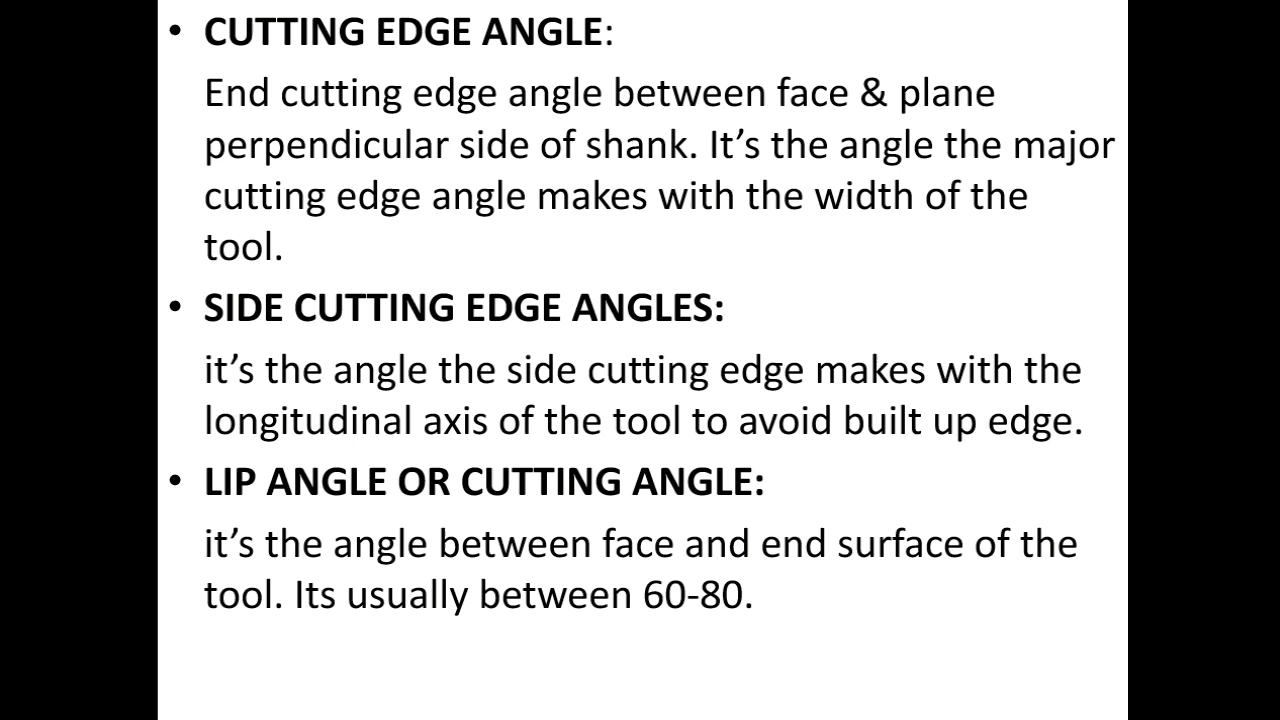 • CUTTING EDGE ANGLE:
End cutting edge angle between face & plane
perpendicular side of shank. It’s the angle the major
cutting edge angle makes with the width of the
tool.
• SIDE CUTTING EDGE ANGLES:
it’s the angle the side cutting edge makes with the
longitudinal axis of the tool to avoid built up edge.
• LIP ANGLE OR CUTTING ANGLE:
it’s the angle between face and end surface of the
tool. Its usually between 60-80.